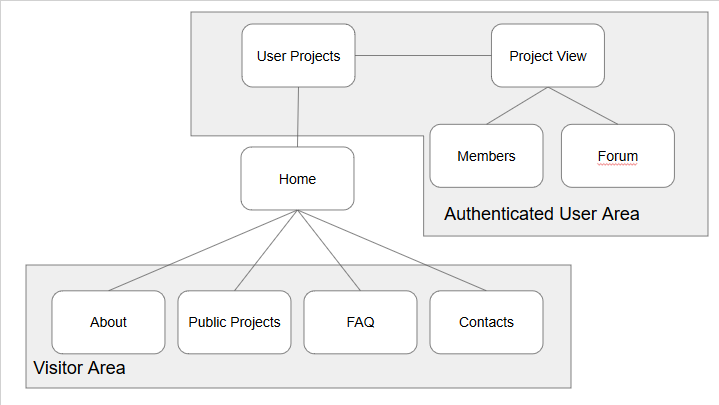 User Projects
Project View
Members
Forum
Home
Authenticated User Area
About
Public Projects
FAQ
Contacts
Visitor Area